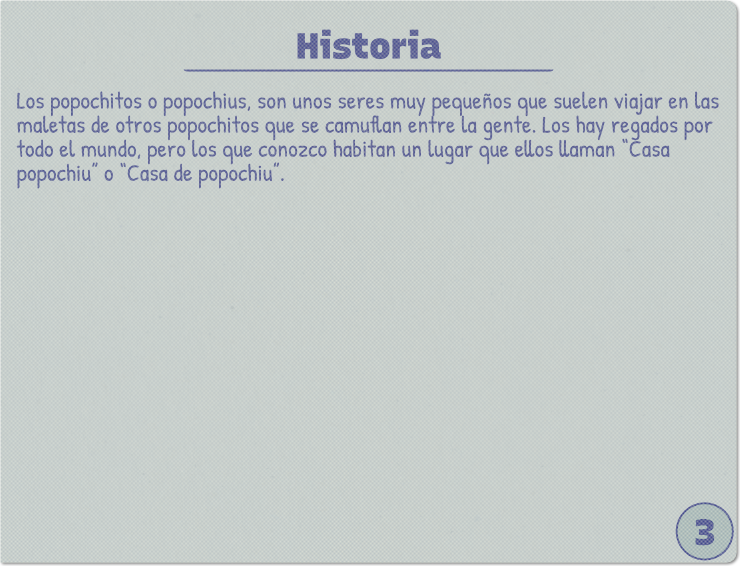 Historia
Los popochitos o popochius, son unos seres muy pequeños que suelen viajar en las
maletas de otros popochitos que se camuflan entre la gente. Los hay regados por
todo el mundo, pero los que conozco habitan un lugar que ellos llaman “Casa
popochiu” o “Casa de popochiu”.
3